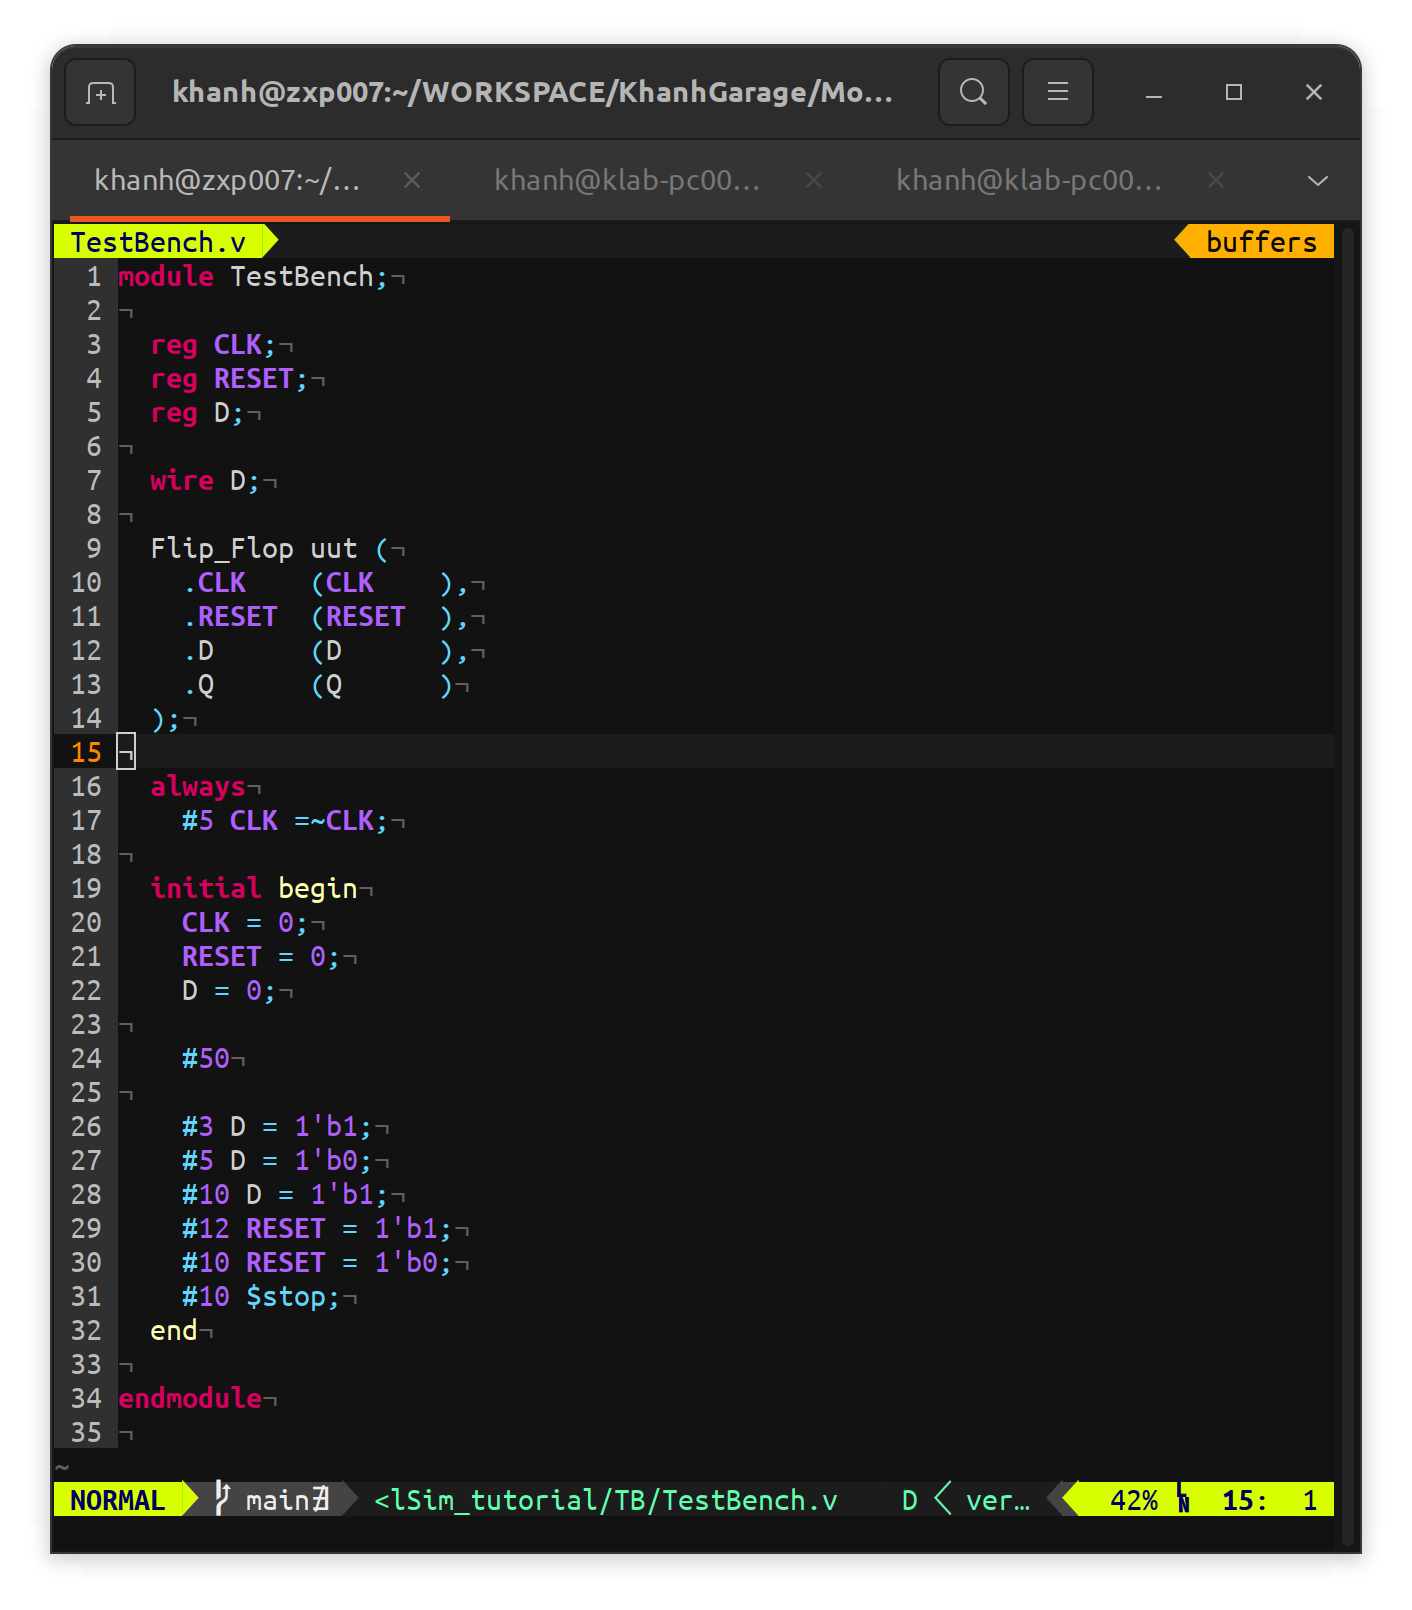 khanh@zxp007:~/WORKSPACE/KhanhGarage/Mo...
khanh@zxp007:~/... khanh@klab-pc00... khanh@klab-pc00...
TestBench.v buffers
1 module TestBench;¬
2 ¬
3   reg CLK;¬
4   reg RESET;¬
5   reg D;¬
6 ¬
7   wire D;¬
8 ¬
9   Flip_Flop uut (¬
10     .CLK    (CLK    ),¬
11     .RESET  (RESET  ),¬
12     .D      (D      ),¬
13     .Q      (Q      )¬
14   );¬
15 ¬
16   always¬
17     #5 CLK =~CLK;¬
18 ¬
19   initial begin¬
20     CLK = 0;¬
21     RESET = 0;¬
22     D = 0;¬
23 ¬
24     #50¬
25 ¬
26     #3 D = 1'b1;¬
27     #5 D = 1'b0;¬
28     #10 D = 1'b1;¬
29     #12 RESET = 1'b1;¬
30     #10 RESET = 1'b0;¬
31     #10 $stop;¬
32   end¬
33 ¬
34 endmodule¬
35 ¬
~
NORMAL main∄ <lSim_tutorial/TB/TestBench.v D ver... 42% LN 15: 1